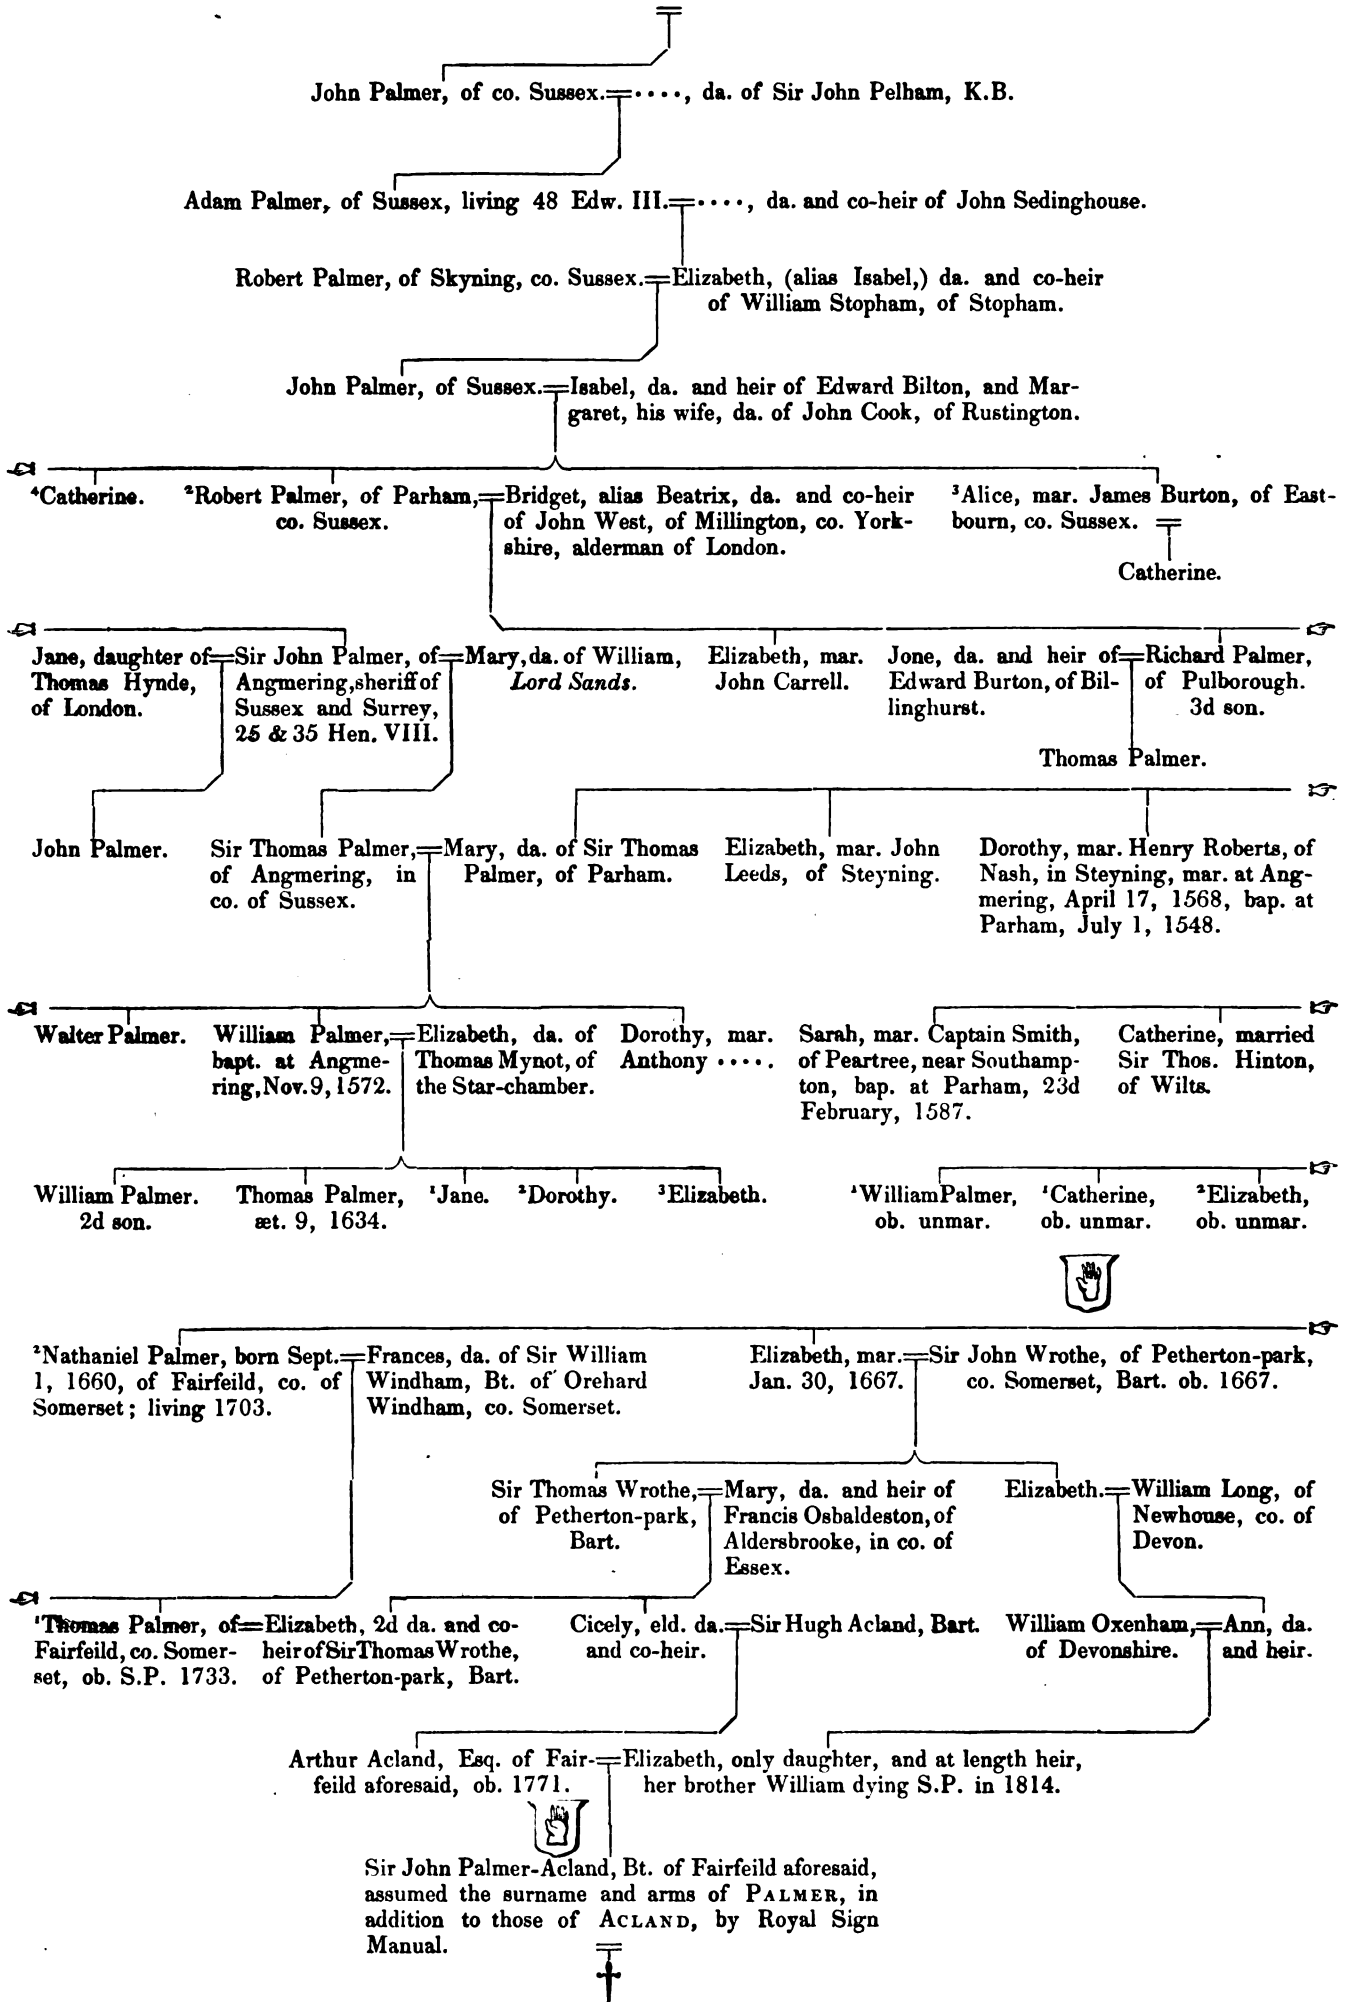 John Palmer, of co. Sussex.····, da. of Sir John Pelham, K.B.
Adam Palmer, of Sussex, living 48 Edw. III.····, da. and co-heir of John Sedinghouse.
Robert Palmer, of Skyning, co. Sussex.
Elizabeth, (alias Isabel,) da. and co-heir
of William Stopham, of Stopham.
John Palmer, of Sussex.
Isabel, da. and heir of Edward Bilton, and Mar-
garet, his wife, da. of John Cook, of Rustington.
⁴Catherine.
²Robert Palmer, of Parham,
co. Sussex.
Bridget, alias Beatrix, da. and co-heir
of John West, of Millington, co. York-
shire, alderman of London.
³Alice, mar. James Burton, of East-
bourn, co. Sussex.
Catherine.
Jane, daughter of
Thomas Hynde,
of London.
Sir John Palmer, of
Angmering, sheriff of
Sussex and Surrey,
25 & 35 Hen. VIII.
Mary, da. of William,
Lord Sands.
Elizabeth, mar.
John Carrell.
Jone, da. and heir of
Edward Burton, of Bil-
linghurst.
Richard Palmer,
of Pulborough.
3d son.
Thomas Palmer.
John Palmer.
Sir Thomas Palmer,
of Angmering, in
co. of Sussex.
Mary, da. of Sir Thomas
Palmer, of Parham.
Elizabeth, mar. John
Leeds, of Steyning.
Dorothy, mar. Henry Roberts, of
Nash, in Steyning, mar. at Ang-
mering, April 17, 1568, bap. at
Parham, July 1, 1548.
Walter Palmer.
William Palmer,
bapt. at Angme-
ring, Nov. 9, 1572.
Elizabeth, da. of
Thomas Mynot, of
the Star-chamber.
Dorothy, mar.
Anthony ····.
Sarah, mar. Captain Smith,
of Peartree, near Southamp-
ton, bap. at Parham, 23d
February, 1587.
Catherine, married
Sir Thos. Hinton,
of Wilts.
William Palmer.
2d son.
Thomas Palmer,
æt. 9, 1634.
¹Jane.
²Dorothy.
³Elizabeth.
¹William Palmer,
ob. unmar.
¹Catherine,
ob. unmar.
²Elizabeth,
ob. unmar.
²Nathaniel Palmer, born Sept.
1, 1660, of Fairfeild, co. of
Somerset; living 1703.
Frances, da. of Sir William
Windham, Bt. of Orehard
Windham, co. Somerset.
Elizabeth, mar.
Jan. 30, 1667.
Sir John Wrothe, of Petherton-park,
co. Somerset, Bart. ob. 1667.
Sir Thomas Wrothe,
of Petherton-park,
Bart.
Mary, da. and heir of
Francis Osbaldeston, of
Aldersbrooke, in co. of
Essex.
Elizabeth.
William Long, of
Newhouse, co. of
Devon.
¹Thomas Palmer, of
Fairfeild, co. Somer-
set, ob. S.P. 1733.
Elizabeth, 2d da. and co-
heir of Sir Thomas Wrothe,
of Petherton-park, Bart.
Cicely, eld. da.
and co-heir.
Sir Hugh Acland, Bart.
William Oxenham,
of Devonshire.
Ann, da.
and heir.
Arthur Acland, Esq. of Fair-
feild aforesaid, ob. 1771.
Elizabeth, only daughter, and at length heir,
her brother William dying S.P. in 1814.
Sir John Palmer-Acland, Bt. of Fairfeild aforesaid,
assumed the surname and arms of PALMER, in
addition to those of ACLAND, by Royal Sign
Manual.